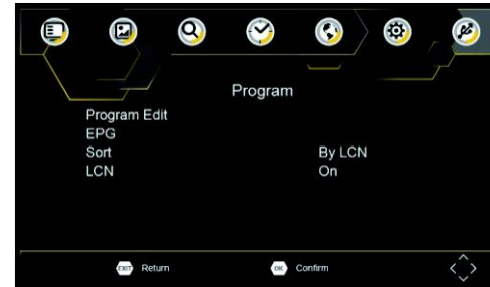 Program
Program Edit
EPG
Sort By LCN
LCN On
EXIT Return OK Confirm